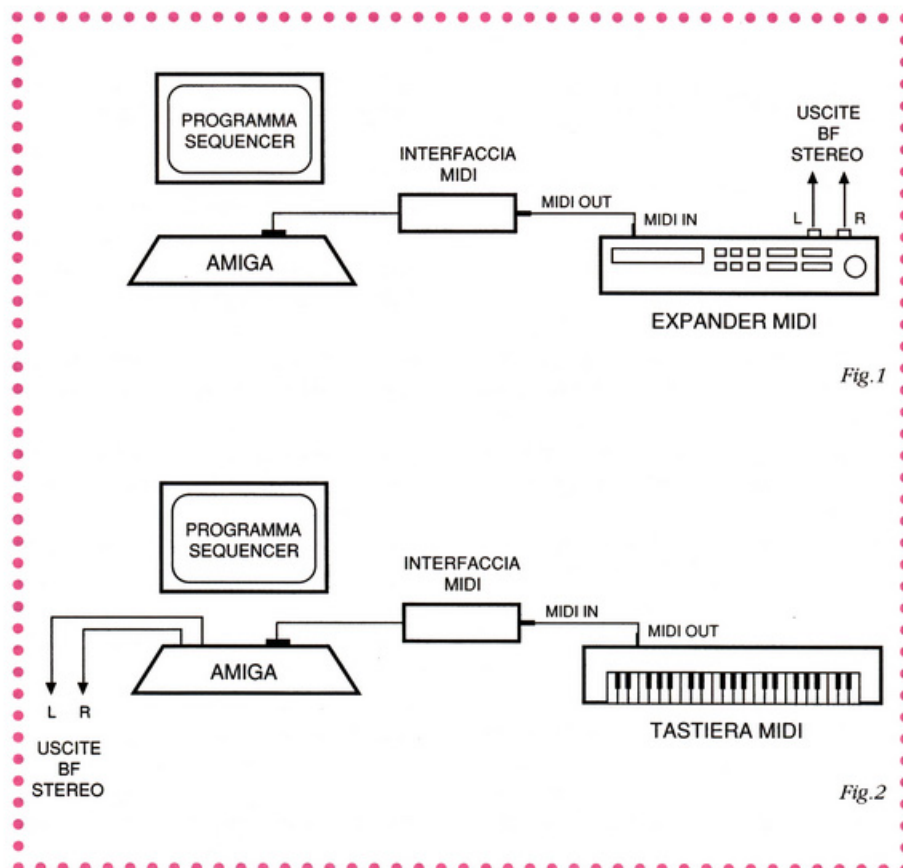 PROGRAMMA
SEQUENCER
INTERFACCIA
MIDI
USCITE
BF
STEREO
MIDI OUT
MIDI IN
L
R
AMIGA
EXPANDER MIDI
Fig.1
PROGRAMMA
SEQUENCER
INTERFACCIA
MIDI
MIDI IN
MIDI OUT
AMIGA
L R
USCITE
BF
STEREO
TASTIERA MIDI
Fig.2